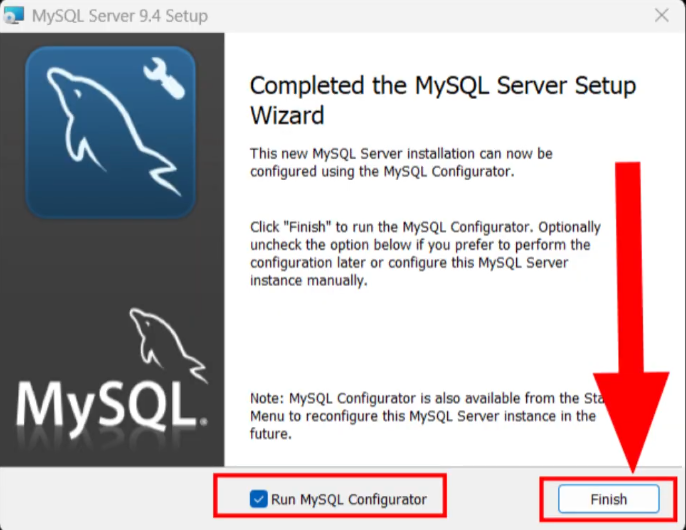 MySQL Server 9.4 Setup
Completed the MySQL Server Setup
Wizard
This new MySQL Server installation can now be
configured using the MySQL Configurator.
Click "Finish" to run the MySQL Configurator. Optionally
uncheck the option below if you prefer to perform the
configuration later or configure this MySQL Server
instance manually.
MySQL®
Note: MySQL Configurator is also available from the Sta
Menu to reconfigure this MySQL Server instance in the
future.
Run MySQL Configurator
Finish